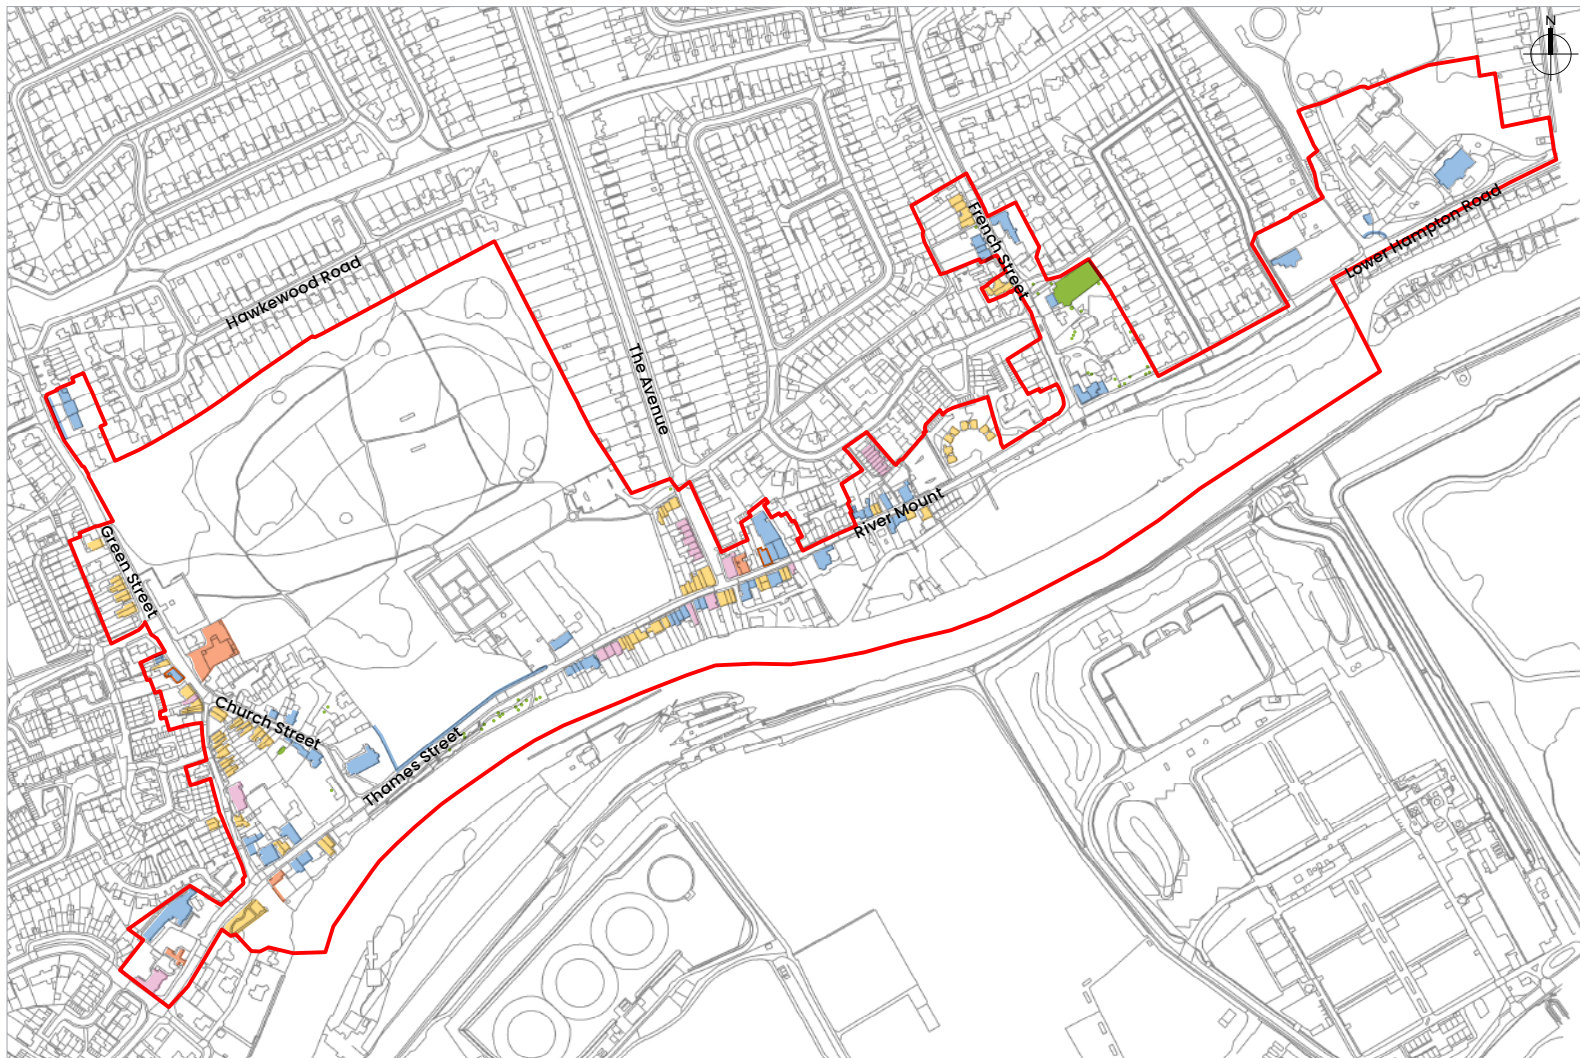 N
French Street
Lower Hampton Road
Hawkewood Road
The Avenue
River Mount
Green Street
Church Street
Thames Street